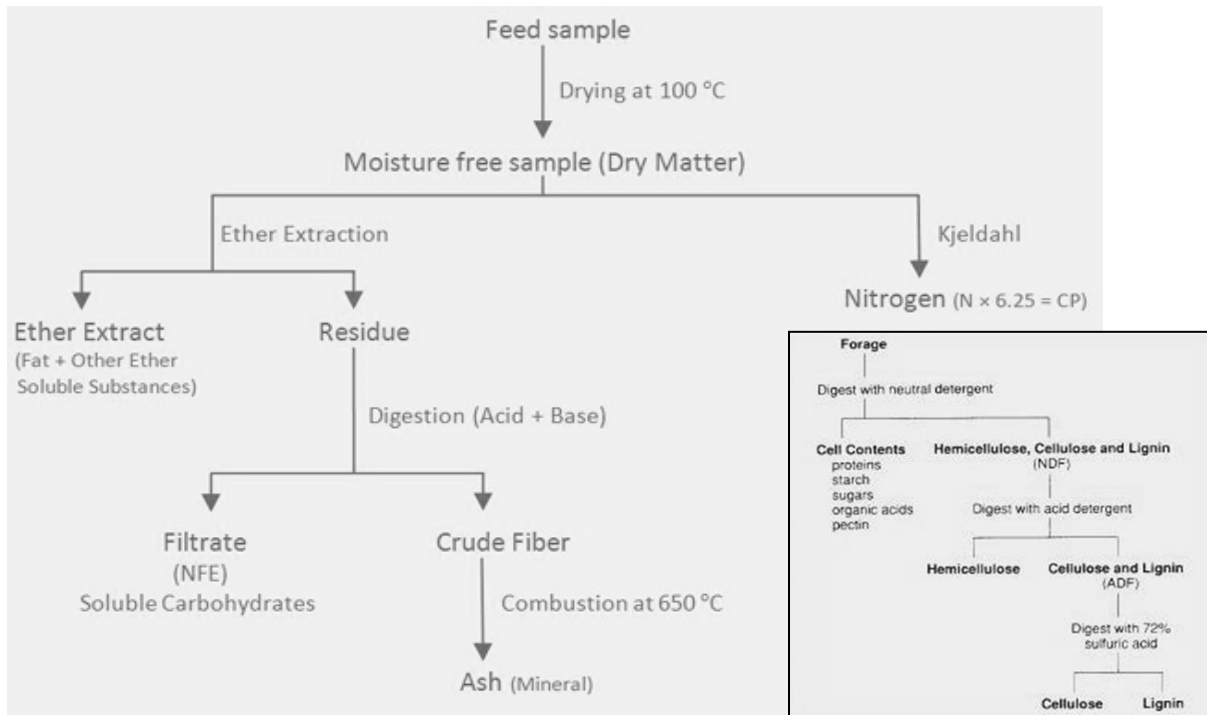 Feed sample
Drying at 100 °C
Moisture free sample (Dry Matter)
Ether Extraction
Kjeldahl
Ether Extract
(Fat + Other Ether
Soluble Substances)
Residue
Nitrogen (N × 6.25 = CP)
Digestion (Acid + Base)
Filtrate
(NFE)
Soluble Carbohydrates
Crude Fiber
Combustion at 650 °C
Ash (Mineral)
Forage
Digest with neutral detergent
Cell Contents
proteins
starch
sugars
organic acids
pectin
Hemicellulose, Cellulose and Lignin
(NDF)
Digest with acid detergent
Hemicellulose
Cellulose and Lignin
(ADF)
Digest with 72%
sulfuric acid
Cellulose
Lignin